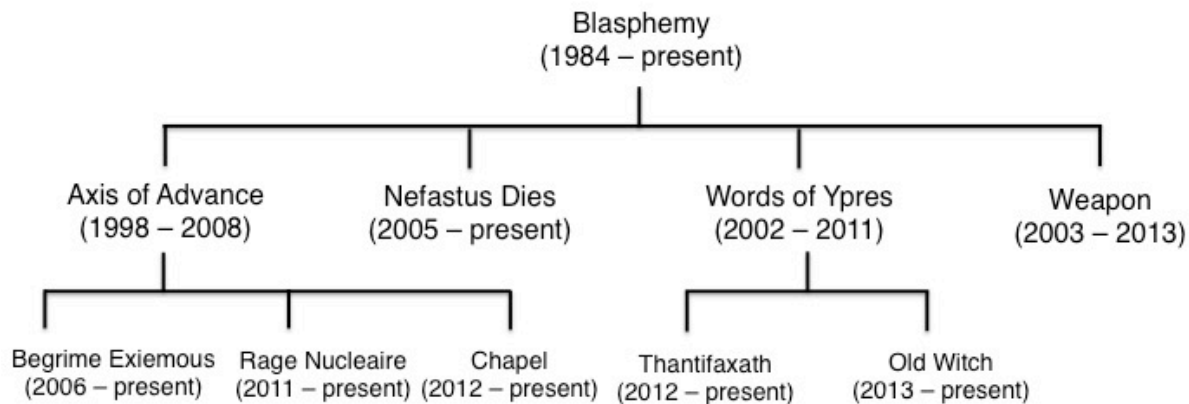 Blasphemy
(1984 – present)
Axis of Advance
(1998 – 2008)
Nefastus Dies
(2005 – present)
Words of Ypres
(2002 – 2011)
Weapon
(2003 – 2013)
Begrime Exiemous
(2006 – present)
Rage Nucleaire
(2011 – present)
Chapel
(2012 – present)
Thantifaxath
(2012 – present)
Old Witch
(2013 – present)